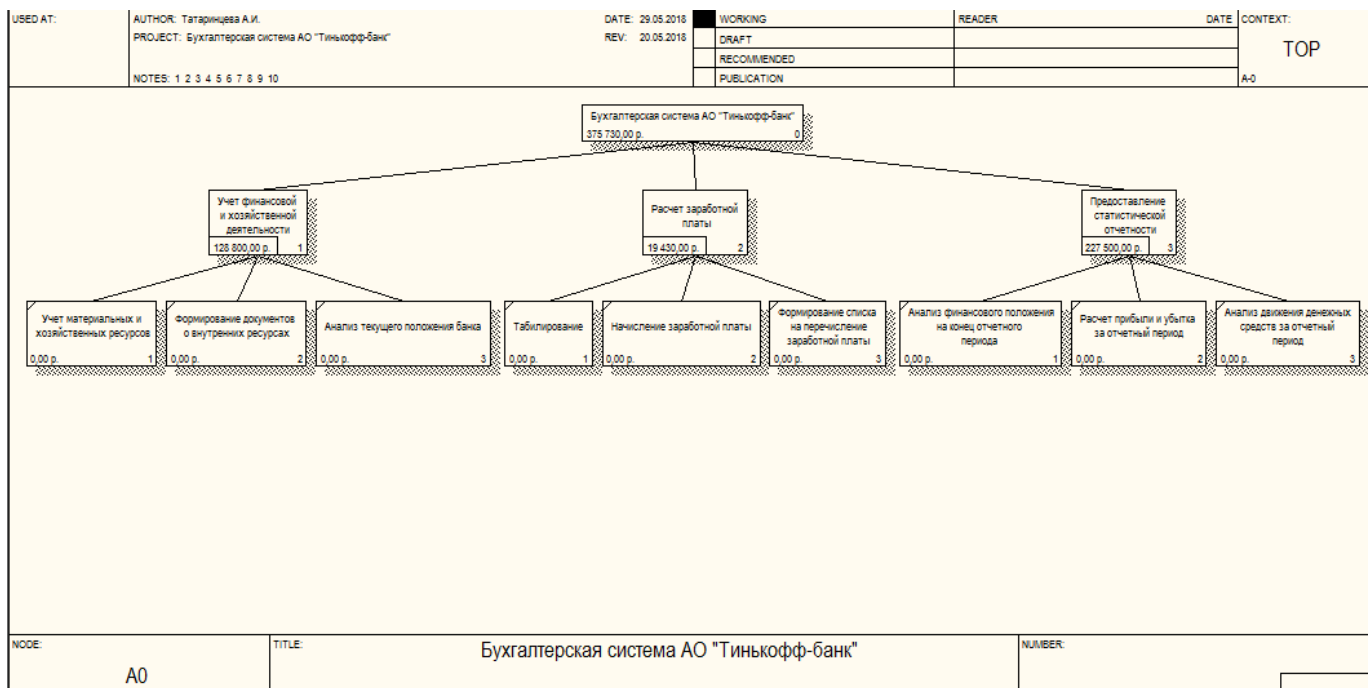 USED AT:
AUTHOR: Татаринцева А.И.
DATE: 29.05.2018
WORKING
READER
DATE
CONTEXT:
PROJECT: Бухгалтерская система АО "Тинькофф-банк"
REV: 20.05.2018
DRAFT
TOP
RECOMMENDED
NOTES: 1 2 3 4 5 6 7 8 9 10
PUBLICATION
A-0
Бухгалтерская система АО "Тинькофф-банк"
375 730,00 р.
0
Учет финансовой
и хозяйственной
деятельности
128 800,00 р.
1
Расчет заработной
платы
19 430,00 р.
2
Предоставление
статистической
отчетности
227 500,00 р.
3
Учет материальных и
хозяйственных ресурсов
0,00 р.
1
Формирование документов
о внутренних ресурсах
0,00 р.
2
Анализ текущего положения банка
0,00 р.
3
Табилирование
0,00 р.
1
Начисление заработной платы
0,00 р.
2
Формирование списка
на перечисление
заработной платы
0,00 р.
3
Анализ финансового положения
на конец отчетного
периода
0,00 р.
1
Расчет прибыли и убытка
за отчетный период
0,00 р.
2
Анализ движения денежных
средств за отчетный
период
0,00 р.
3
NODE:
A0
TITLE:
Бухгалтерская система АО "Тинькофф-банк"
NUMBER: